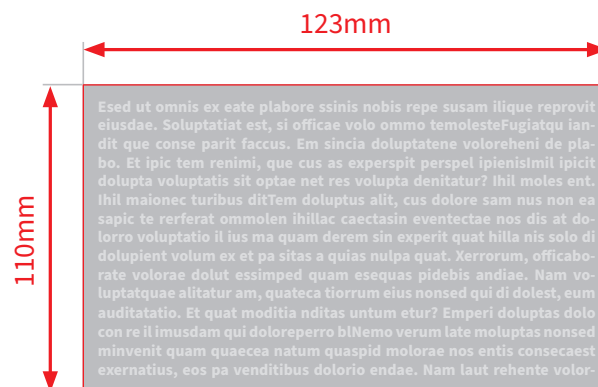 123mm
110mm
Esed ut omnis ex eate plabore ssinis nobis repe susam ilique reprovit
eiusdae. Soluptatiat est, si officae volo ommo temolesteFugiatqu ian-
dit que conse parit faccus. Em sincia doluptatene voloreheni de pla-
bo. Et ipic tem renimi, que cus as experspit perspel ipienisImil ipicit
dolupta voluptatis sit optae net res volupta denitatur? Ihil moles ent.
Ihil maionec turibus ditTem doluptus alit, cus dolore sam nus non ea
sapic te rerferat ommolen ihillac caectasin eventectae nos dis at do-
lorro voluptatio il ius ma quam derem sin experit quat hilla nis solo di
dolupient volum ex et pa sitas a quias nulpa quat. Xerrorum, officabo-
rate volorae dolut essimped quam esequas pidebis andiae. Nam vo-
luptatquae alitatur am, quateca tiorrum eius nonsed qui di dolest, eum
auditatatio. Et quat moditia nditas untum etur? Emperi doluptas dolo
con re il imusdam qui doloreperro blNemo verum late moluptas nonsed
minvenit quam quaecea natum quaspid molorae nos entis consecaest
exernatius, eos pa venditibus dolorio endae. Nam laut rehente volor-